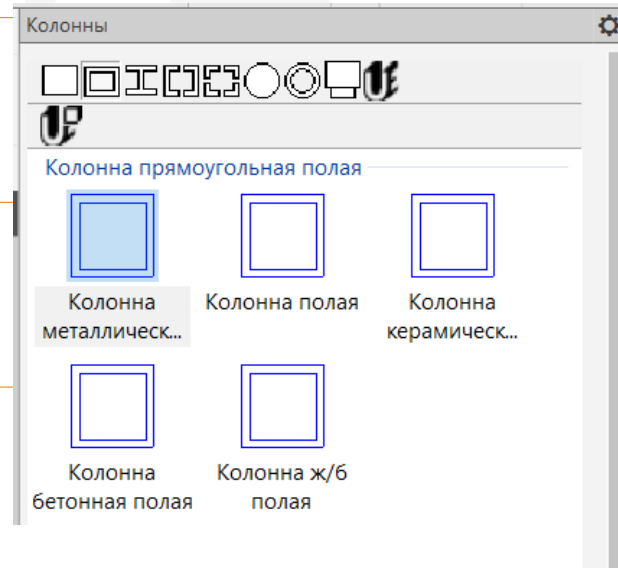 Колонны
Колонна прямоугольная полая
Колонна
металлическ...
Колонна полая
Колонна
керамическ...
Колонна
бетонная полая
Колонна ж/б
полая